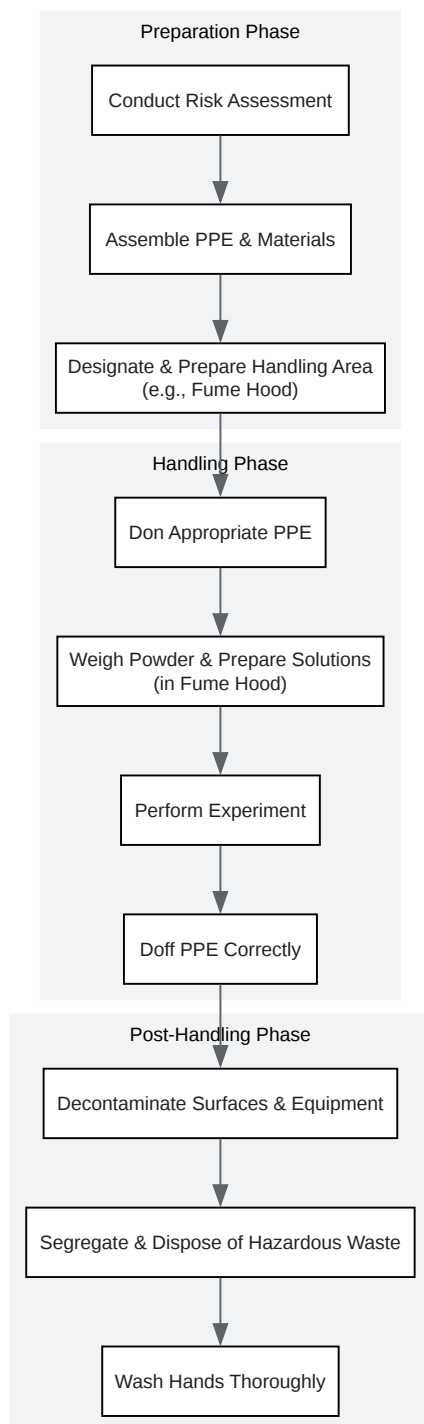 Preparation Phase
Conduct Risk Assessment
Assemble PPE & Materials
Designate & Prepare Handling Area
(e.g., Fume Hood)
Handling Phase
Don Appropriate PPE
Weigh Powder & Prepare Solutions
(in Fume Hood)
Perform Experiment
Doff PPE Correctly
Post-Handling Phase
Decontaminate Surfaces & Equipment
Segregate & Dispose of Hazardous Waste
Wash Hands Thoroughly